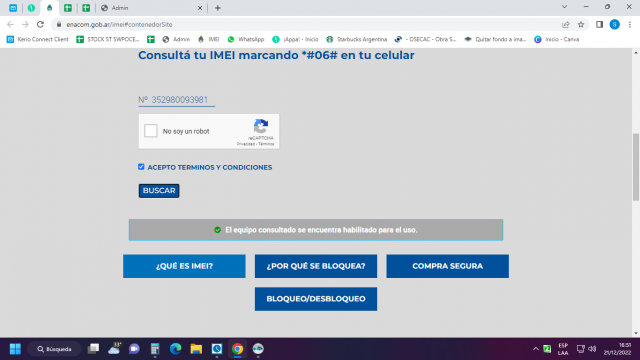 Admin
enacom.gob.ar/imei#contenedorSite
Kerio Connect Client
STOCK ST SWPOCE...
Admin
IMEI
WhatsApp
¡Appa! - Inicio
Starbucks Argentina
- OSECAC - Obra S...
Quitar fondo a ima...
Inicio - Canva
Consultá tu IMEI marcando *#06# en tu celular
Nº 352980093981
No soy un robot
reCAPTCHA
Privacidad - Términos
ACEPTO TERMINOS Y CONDICIONES
BUSCAR
El equipo consultado se encuentra habilitado para el uso.
¿QUÉ ES IMEI?
¿POR QUÉ SE BLOQUEA?
COMPRA SEGURA
BLOQUEO/DESBLOQUEO
Búsqueda
33°
ESP
LAA
16:51
21/12/2022